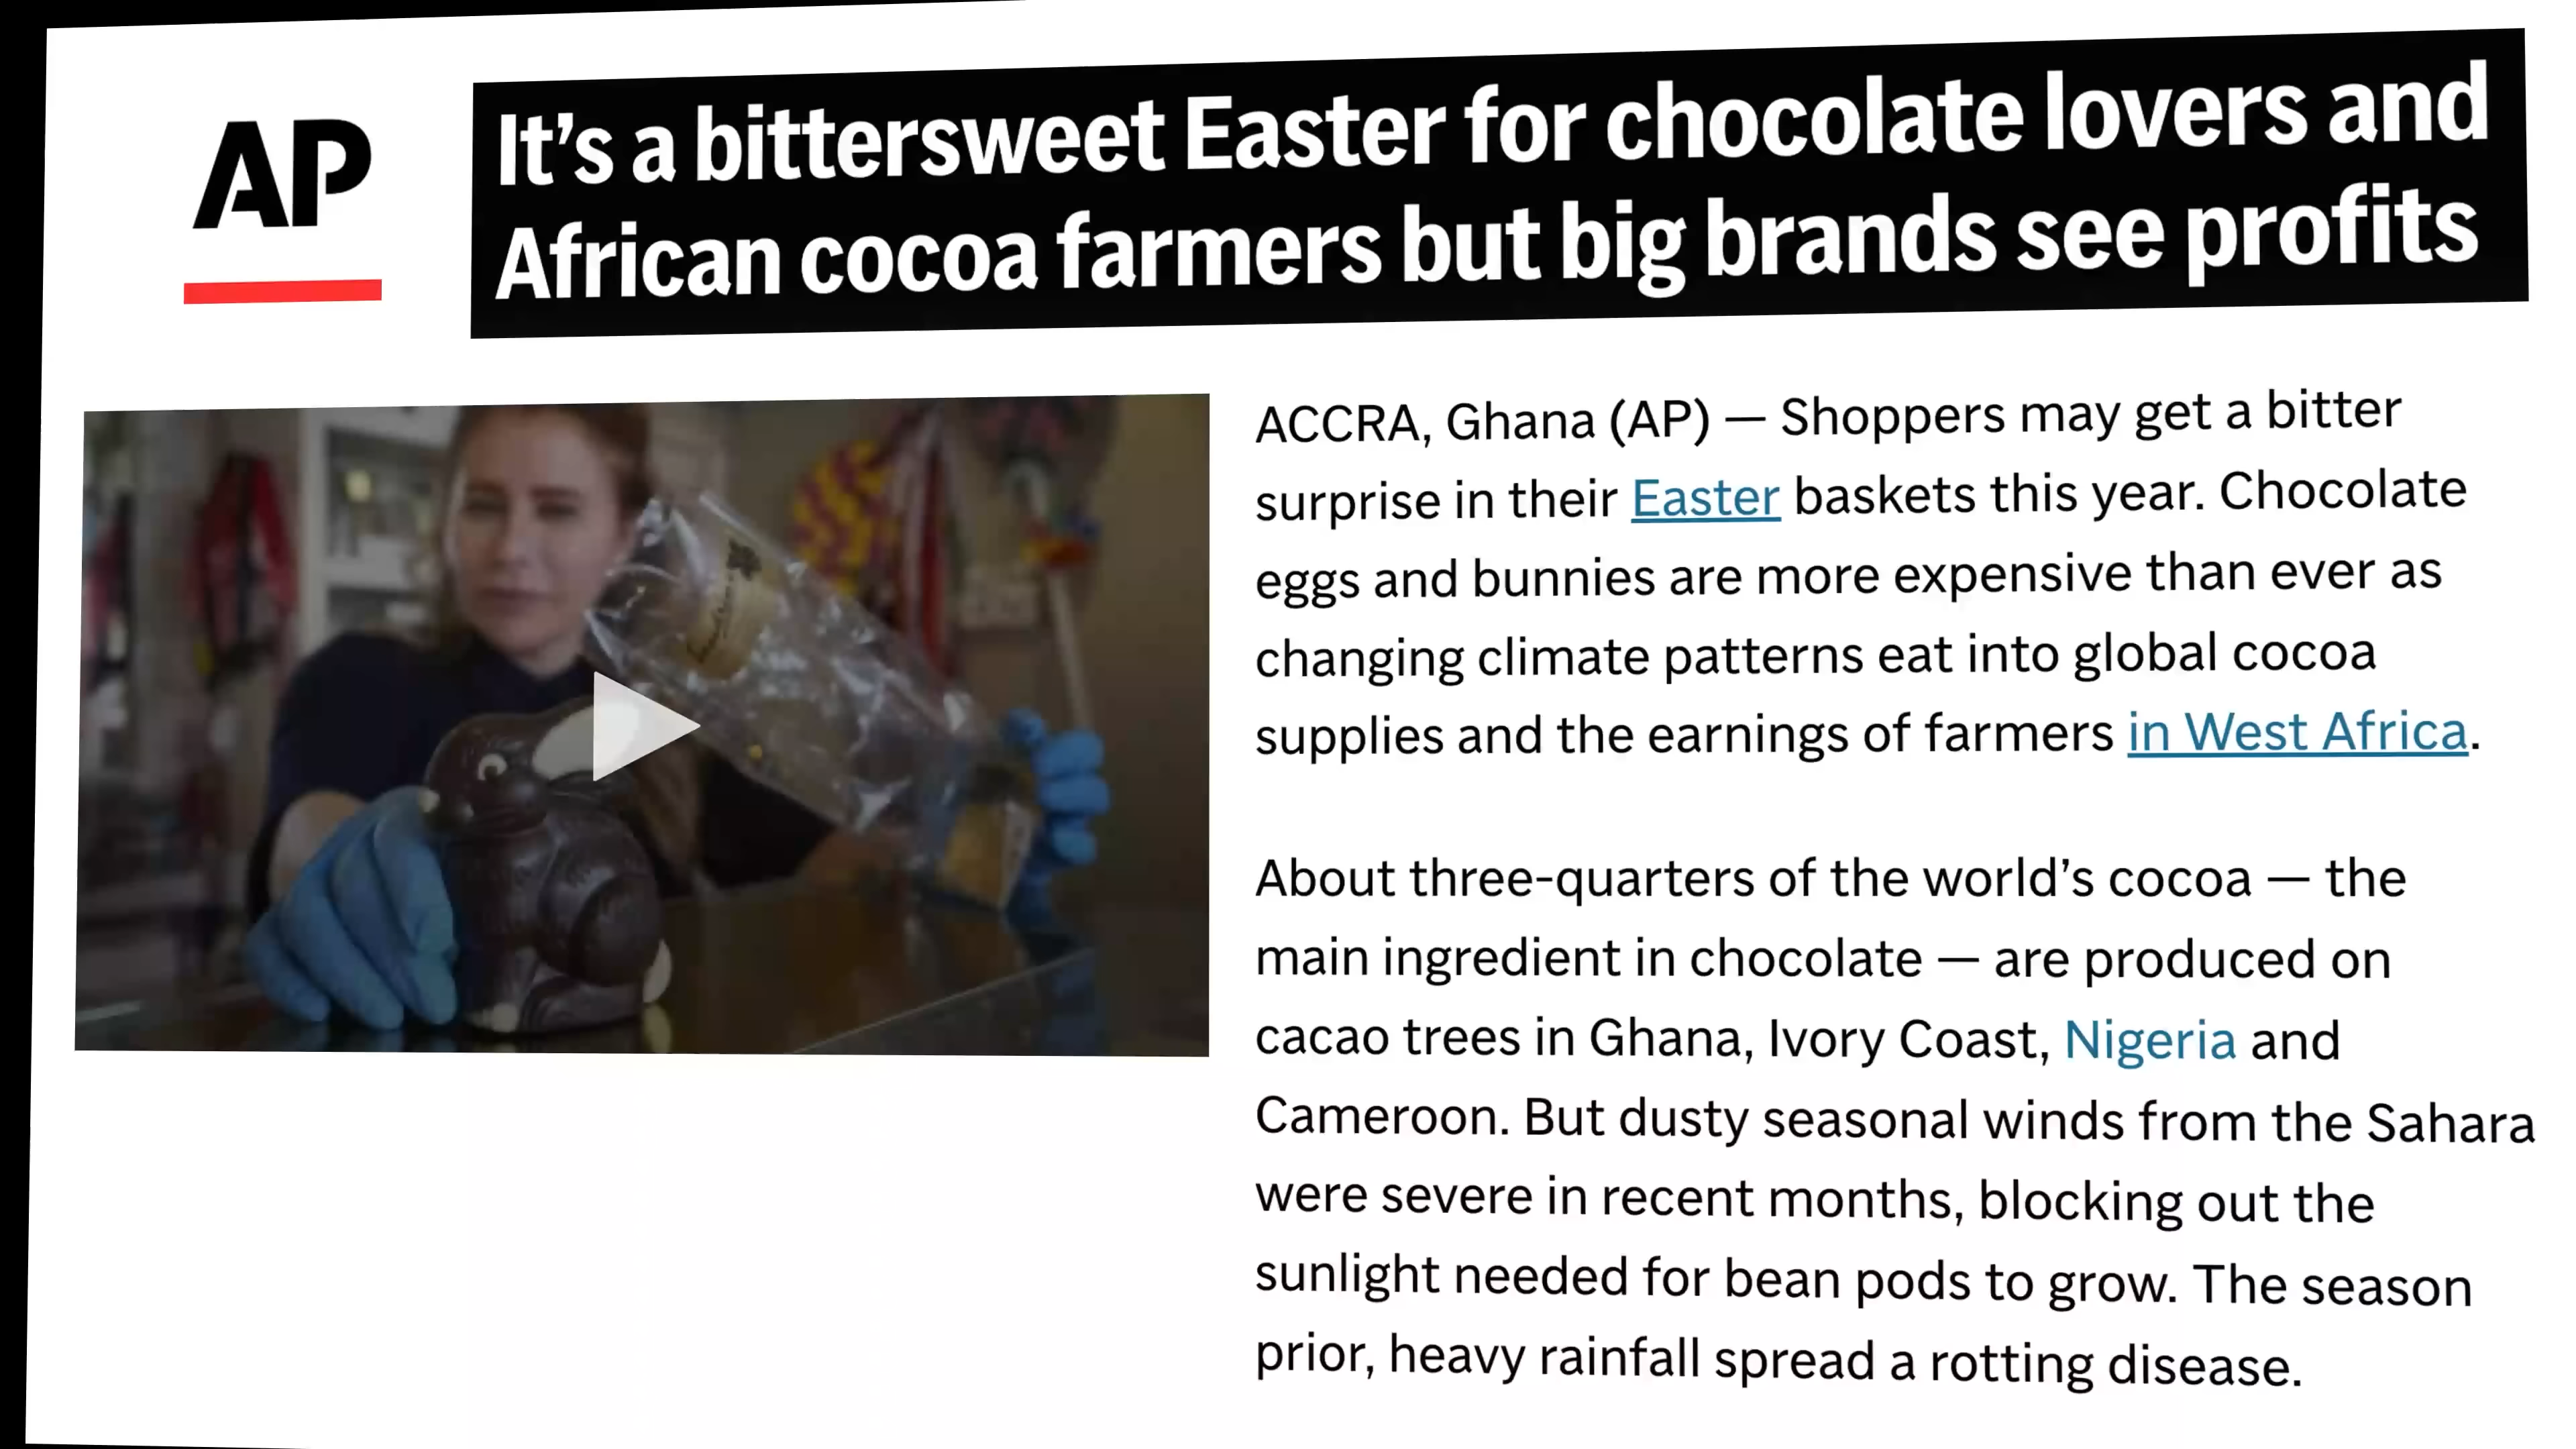 AP
It's a bittersweet Easter for chocolate lovers and
African cocoa farmers but big brands see profits
ACCRA, Ghana (AP) — Shoppers may get a bitter
surprise in their Easter baskets this year. Chocolate
eggs and bunnies are more expensive than ever as
changing climate patterns eat into global cocoa
supplies and the earnings of farmers in West Africa.
About three-quarters of the world's cocoa — the
main ingredient in chocolate — are produced on
cacao trees in Ghana, Ivory Coast, Nigeria and
Cameroon. But dusty seasonal winds from the Sahara
were severe in recent months, blocking out the
sunlight needed for bean pods to grow. The season
prior, heavy rainfall spread a rotting disease.